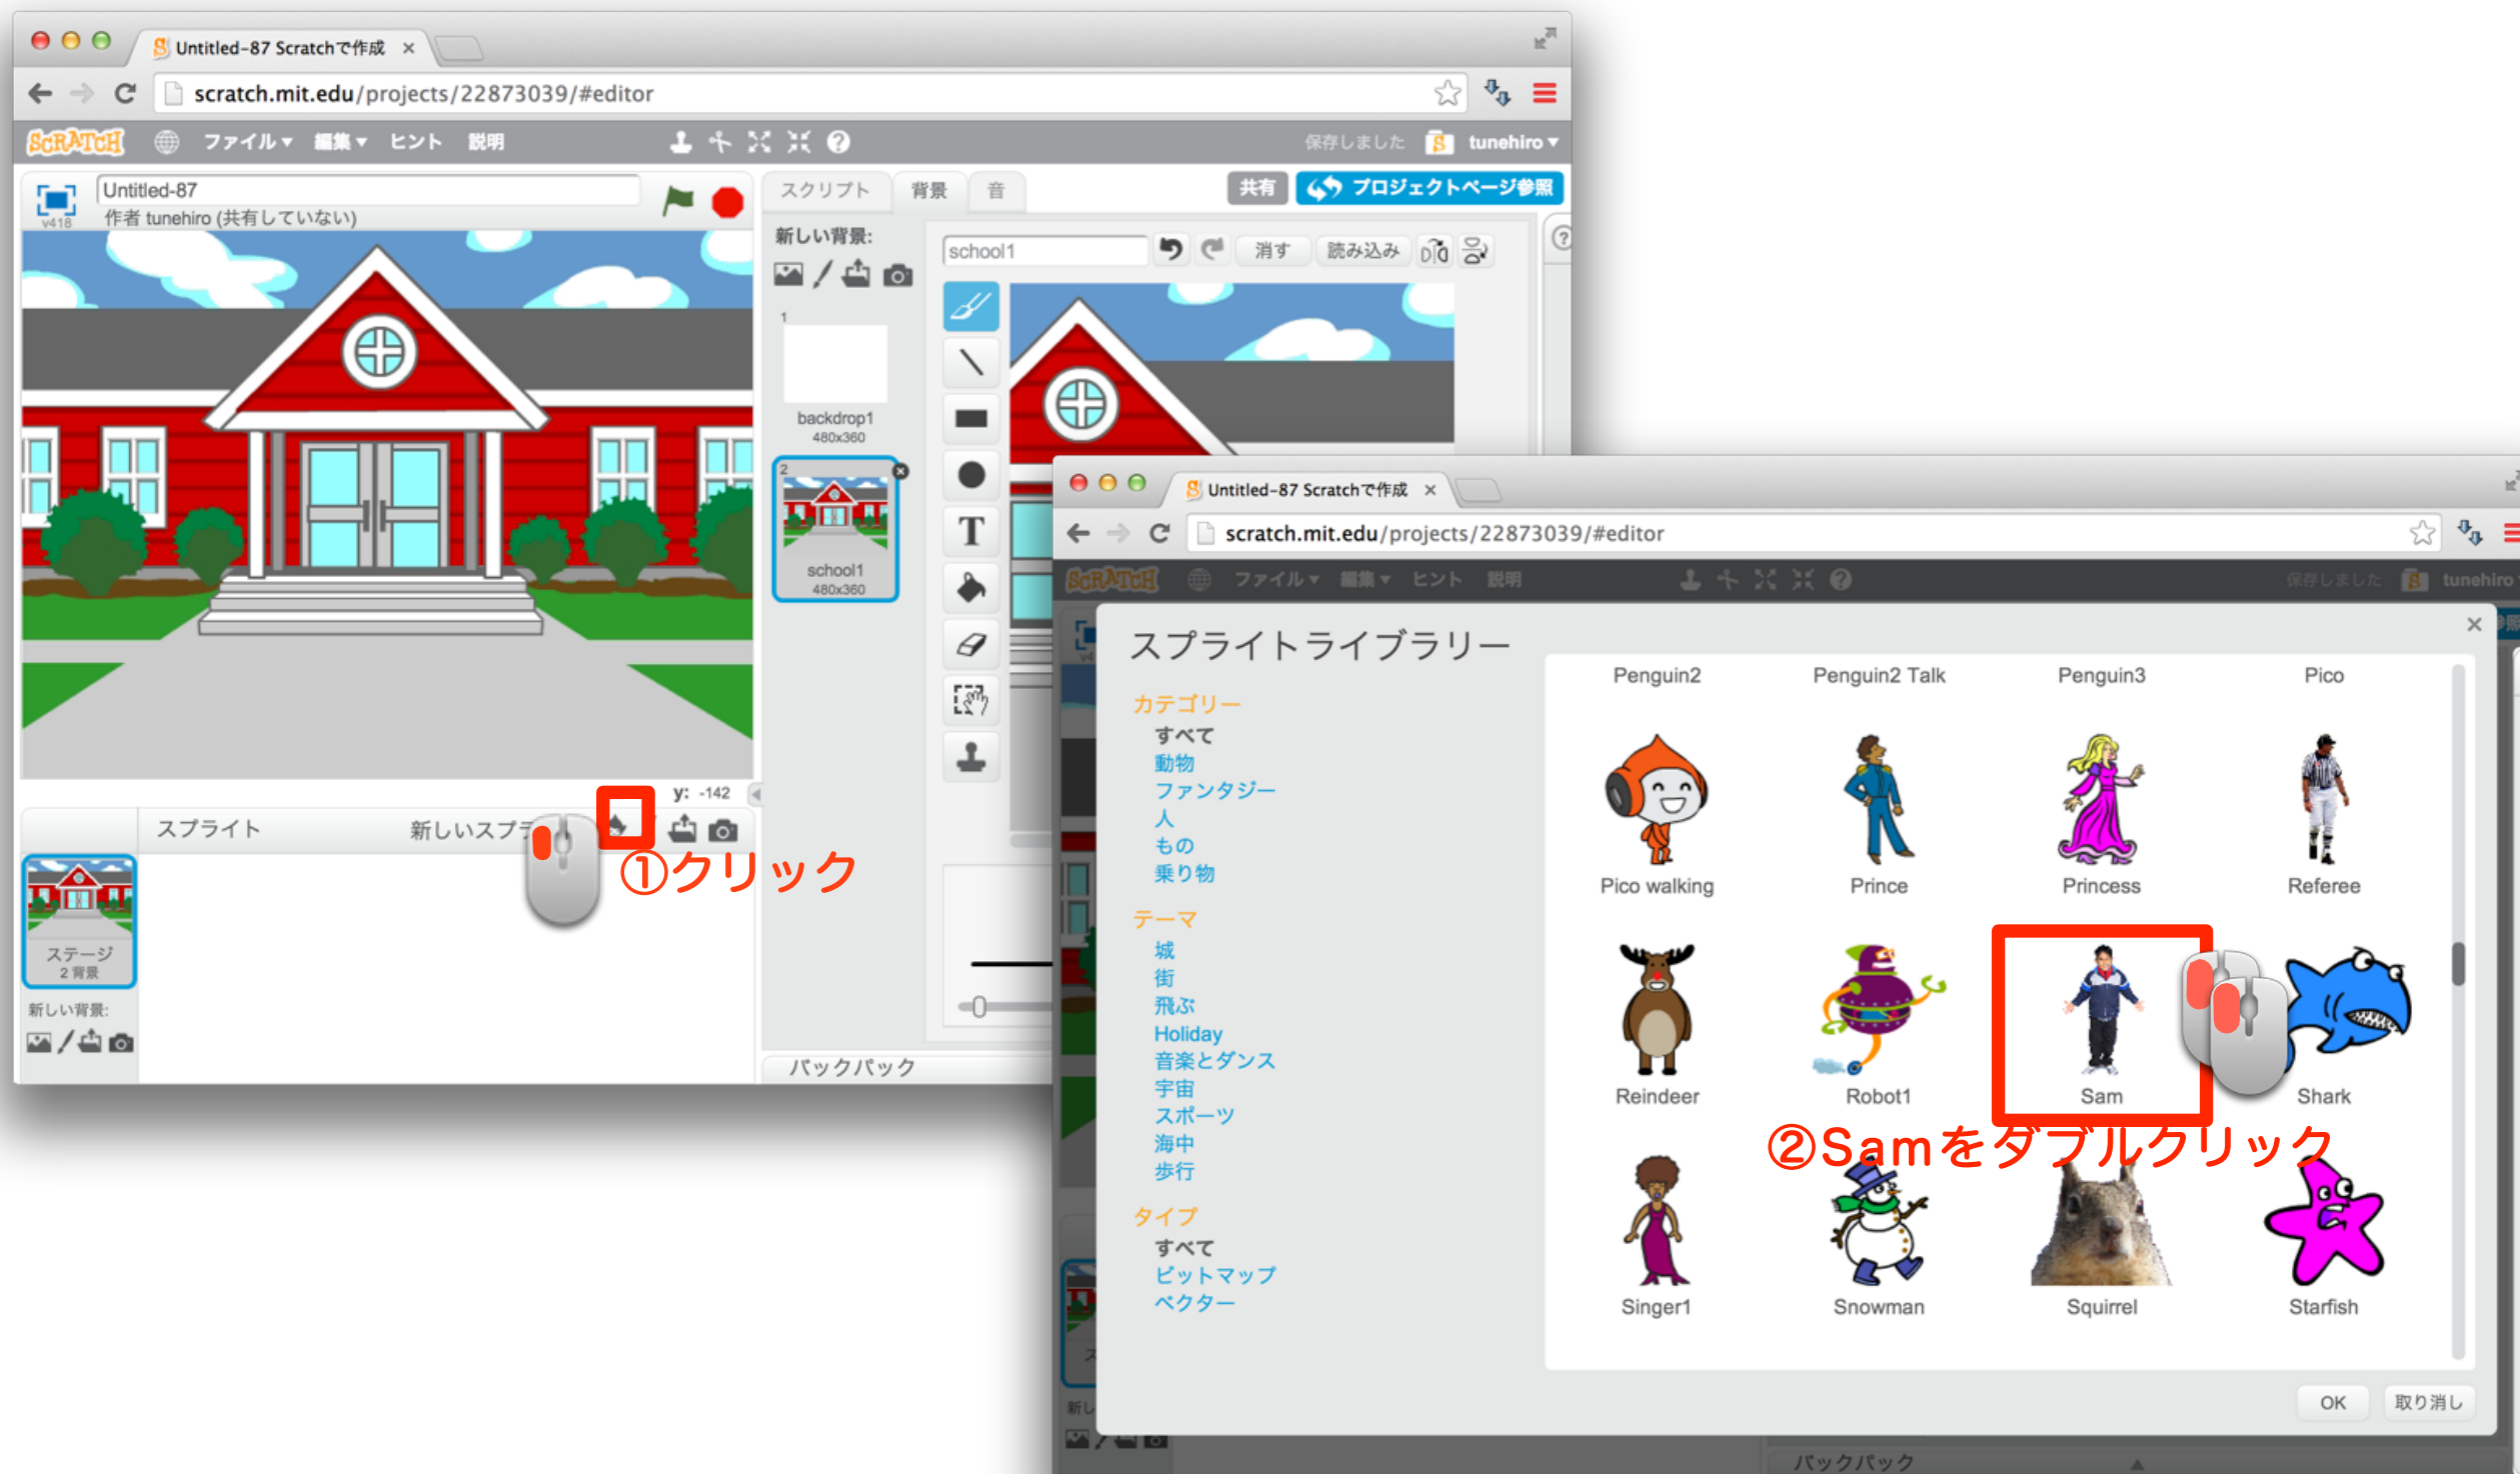 Untitled-87 Scratchで作成
scratch.mit.edu/projects/22873039/#editor
SCRATCH ファイル▼ 編集▼ ヒント 説明 保存しました tunehiro▼
v418
Untitled-87
作者 tunehiro (共有していない)
スクリプト 背景 音 共有 プロジェクトページ参照
新しい背景:
school1 消す 読み込み
1
backdrop1
480x360
2
school1
480x360
T
y: -142
スプライト 新しいスプ
①クリック
ステージ
2 背景
新しい背景:
バックパック
Untitled-87 Scratchで作成
scratch.mit.edu/projects/22873039/#editor
SCRATCH ファイル▼ 編集▼ ヒント 説明 保存しました tunehiro
スプライトライブラリー
カテゴリー
すべて
動物
ファンタジー
人
もの
乗り物
テーマ
城
街
飛ぶ
Holiday
音楽とダンス
宇宙
スポーツ
海中
歩行
タイプ
すべて
ビットマップ
ベクター
Penguin2 Penguin2 Talk Penguin3 Pico
Pico walking Prince Princess Referee
Reindeer Robot1 Sam Shark
②Samをダブルクリック
Singer1 Snowman Squirrel Starfish
OK 取り消し
バックパック